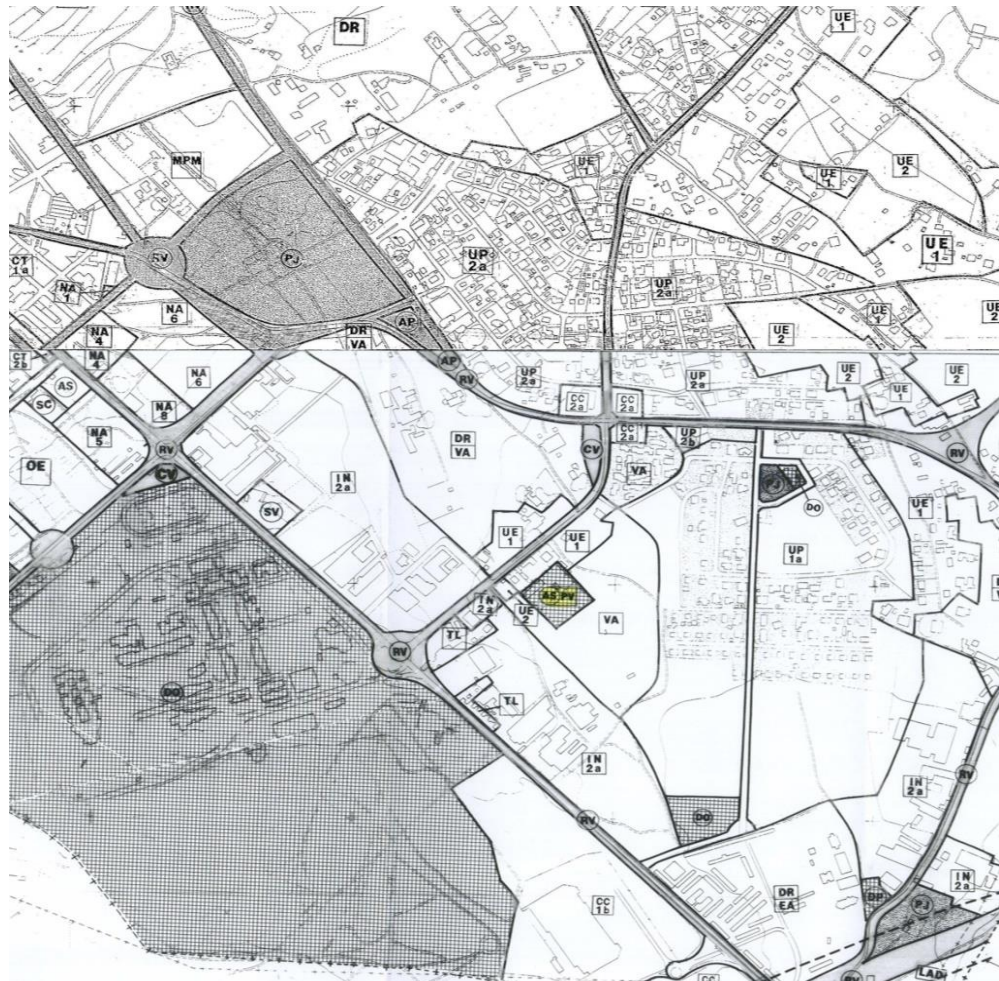 DR
UE
1
MPM
UE
1
UE
1
UE
2
RV
PJ
UP
2a
UE
1
CT
1a
NA
1
UP
2a
NA
6
UE
1
UE
2
AP
NA
4
DR
VA
UE
2
CT
2b
NA
4
AP
NA
6
RV
UP
2a
UP
2a
UE
2
UE
2
AS
UE
1
SC
CC
2a
CC
2a
NA
8
CC
2a
UP
2b
NA
5
DR
VA
RV
CV
RV
OE
CV
VA
IN
2a
PJ
SV
DO
UE
1
UE
1
UE
1
UP
1a
AS PV
IN
2a
UE
2
VA
TL
RV
DO
TL
IN
2a
RV
IN
2a
RV
DO
IN
2a
DR
EA
CC
1b
DP
PJ
RV
LAD
CC